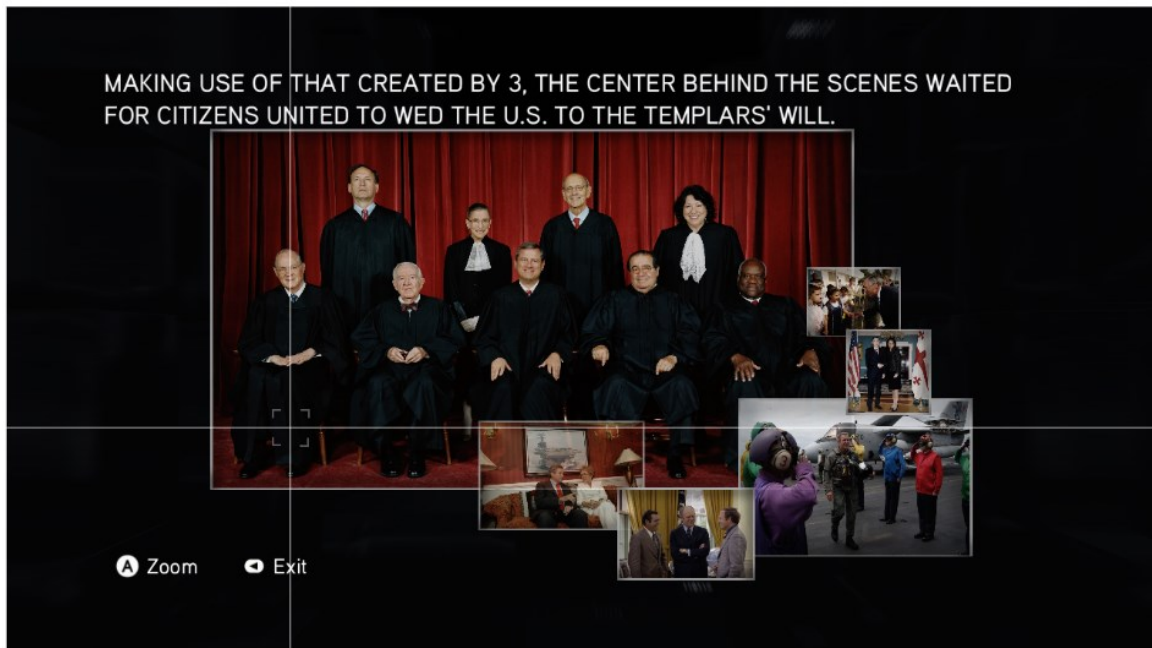 MAKING USE OF THAT CREATED BY 3, THE CENTER BEHIND THE SCENES WAITED
FOR CITIZENS UNITED TO WED THE U.S. TO THE TEMPLARS' WILL.
A Zoom
Exit